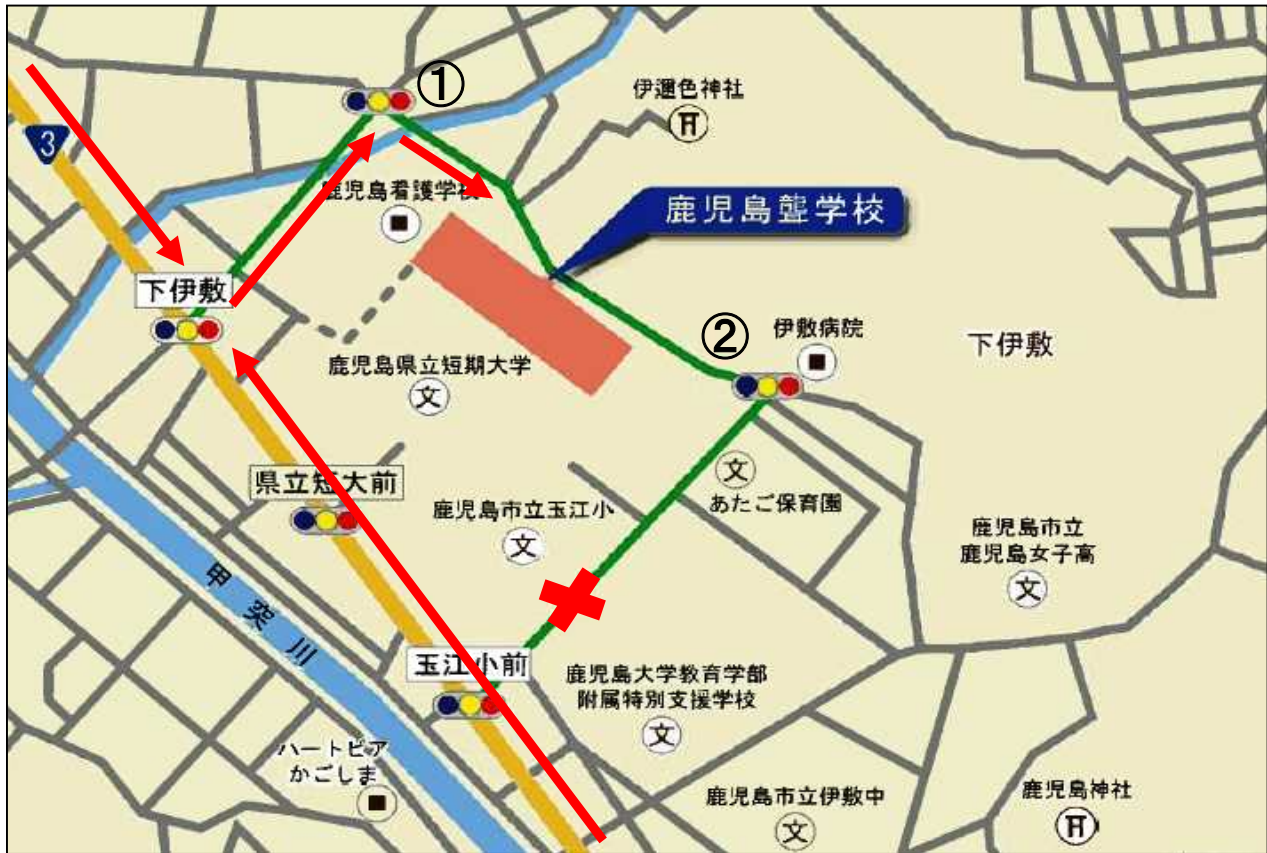 ①
伊邇色神社
3
鹿児島看護学校
鹿児島聾学校
下伊敷
②
伊敷病院
下伊敷
鹿児島県立短期大学
文
県立短大前
文
あたご保育園
鹿児島市立玉江小
文
鹿児島市立
鹿児島女子高
文
甲突川
玉江小前
鹿児島大学教育学部
附属特別支援学校
文
ハートピア
かごしま
鹿児島市立伊敷中
文
鹿児島神社